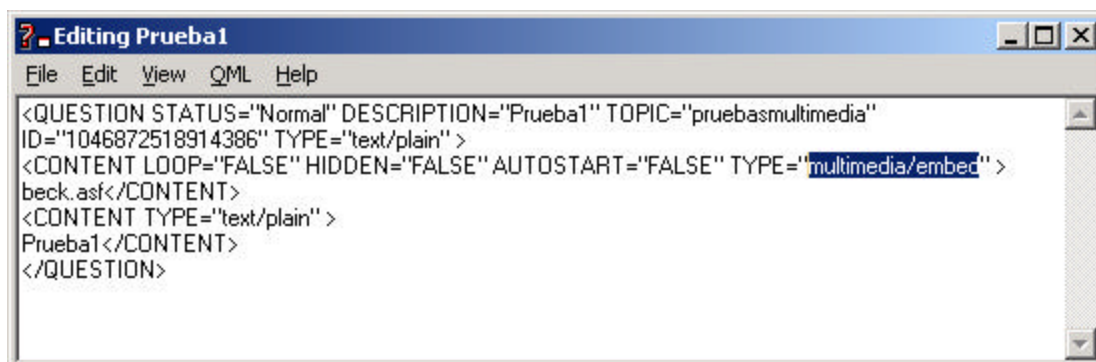 Editing Prueba1
File Edit View QML Help
<QUESTION STATUS="Normal" DESCRIPTION="Prueba1" TOPIC="pruebasmultimedia"
ID="1046872518914386" TYPE="text/plain" >
<CONTENT LOOP="FALSE" HIDDEN="FALSE" AUTOSTART="FALSE" TYPE="multimedia/embed" >
beck.asf</CONTENT>
<CONTENT TYPE="text/plain" >
Prueba1</CONTENT>
</QUESTION>